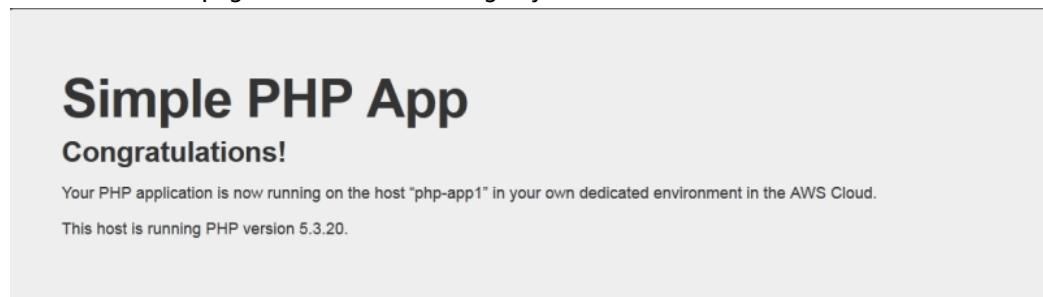 Simple PHP App
Congratulations!
Your PHP application is now running on the host “php-app1” in your own dedicated environment in the AWS Cloud.
This host is running PHP version 5.3.20.